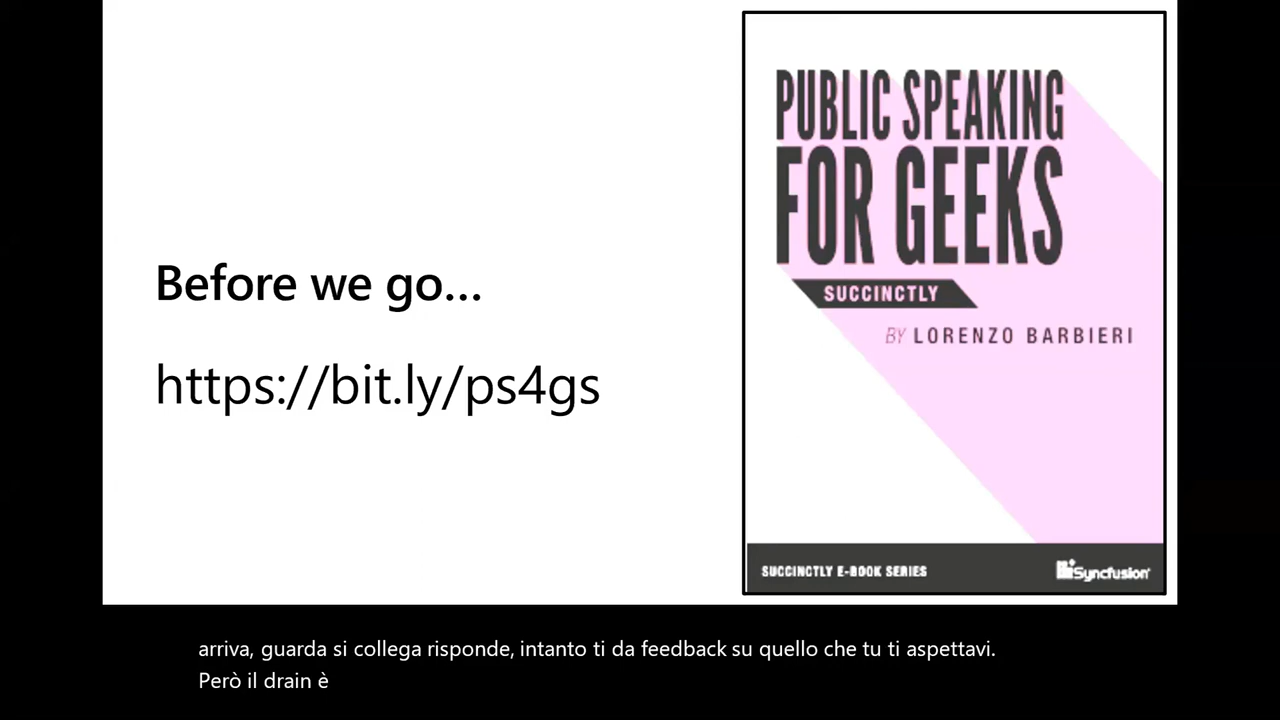 Before we go...
https://bit.ly/ps4gs
PUBLIC SPEAKING
FOR GEEKS
SUCCINCTLY
BY LORENZO BARBIERI
SUCCINCTLY E-BOOK SERIES
Syncfusion
arriva, guarda si collega risponde, intanto ti da feedback su quello che tu ti aspettavi.
Però il drain è